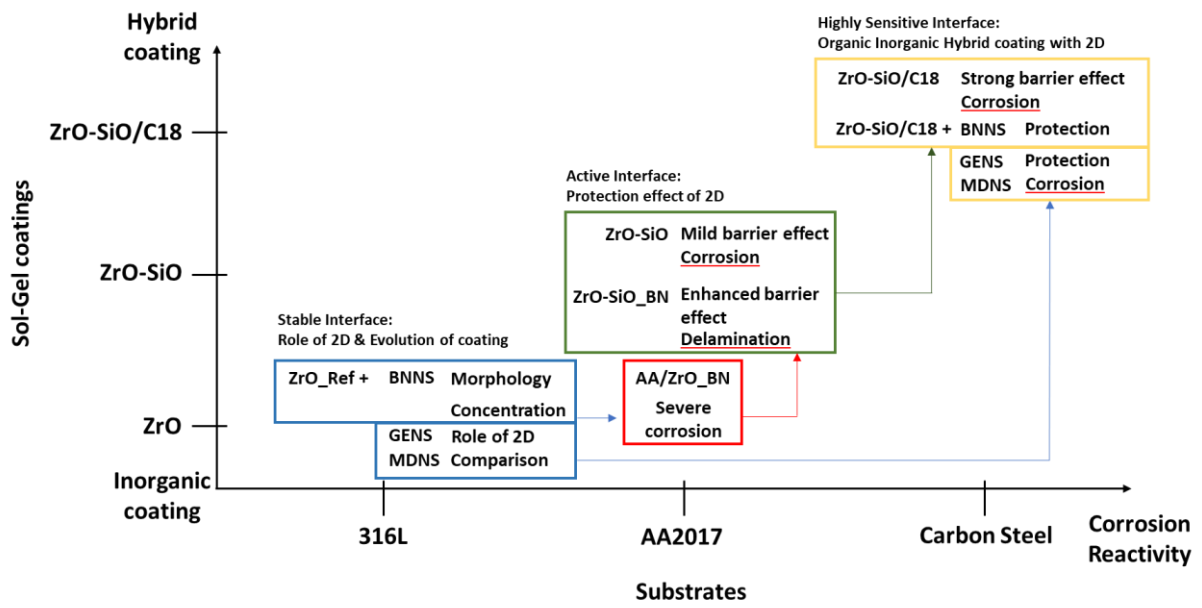 Hybrid
coating
ZrO-SiO/C18
ZrO-SiO
ZrO
Inorganic
coating
Sol-Gel coatings
Highly Sensitive Interface:
Organic Inorganic Hybrid coating with 2D
ZrO-SiO/C18 Strong barrier effect
Corrosion
ZrO-SiO/C18 + BNNS Protection
GENS Protection
MDNS Corrosion
Active Interface:
Protection effect of 2D
ZrO-SiO Mild barrier effect
Corrosion
ZrO-SiO_BN Enhanced barrier
effect
Delamination
Stable Interface:
Role of 2D & Evolution of coating
ZrO_Ref + BNNS Morphology
Concentration
GENS Role of 2D
MDNS Comparison
AA/ZrO_BN
Severe
corrosion
316L
AA2017
Carbon Steel
Corrosion
Reactivity
Substrates